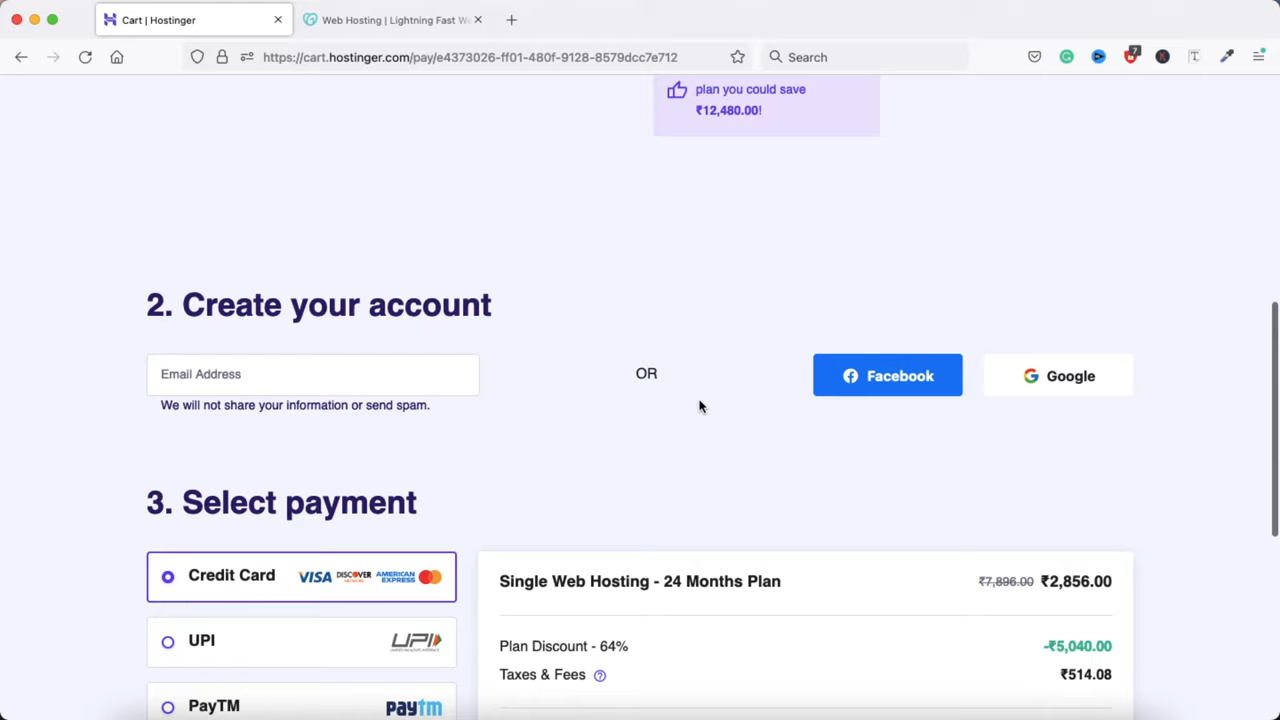 Cart | Hostinger
Web Hosting | Lightning Fast We
https://cart.hostinger.com/pay/e4373026-ff01-480f-9128-8579dcc7e712
Search
7
plan you could save
₹12,480.00!
2. Create your account
Email Address
OR
Facebook
Google
We will not share your information or send spam.
3. Select payment
Credit Card VISA DISCOVER NETWORK AMERICAN EXPRESS
Single Web Hosting - 24 Months Plan ₹7,896.00 ₹2,856.00
UPI UPI
Plan Discount - 64% -₹5,040.00
Taxes & Fees ₹514.08
PayTM paytm